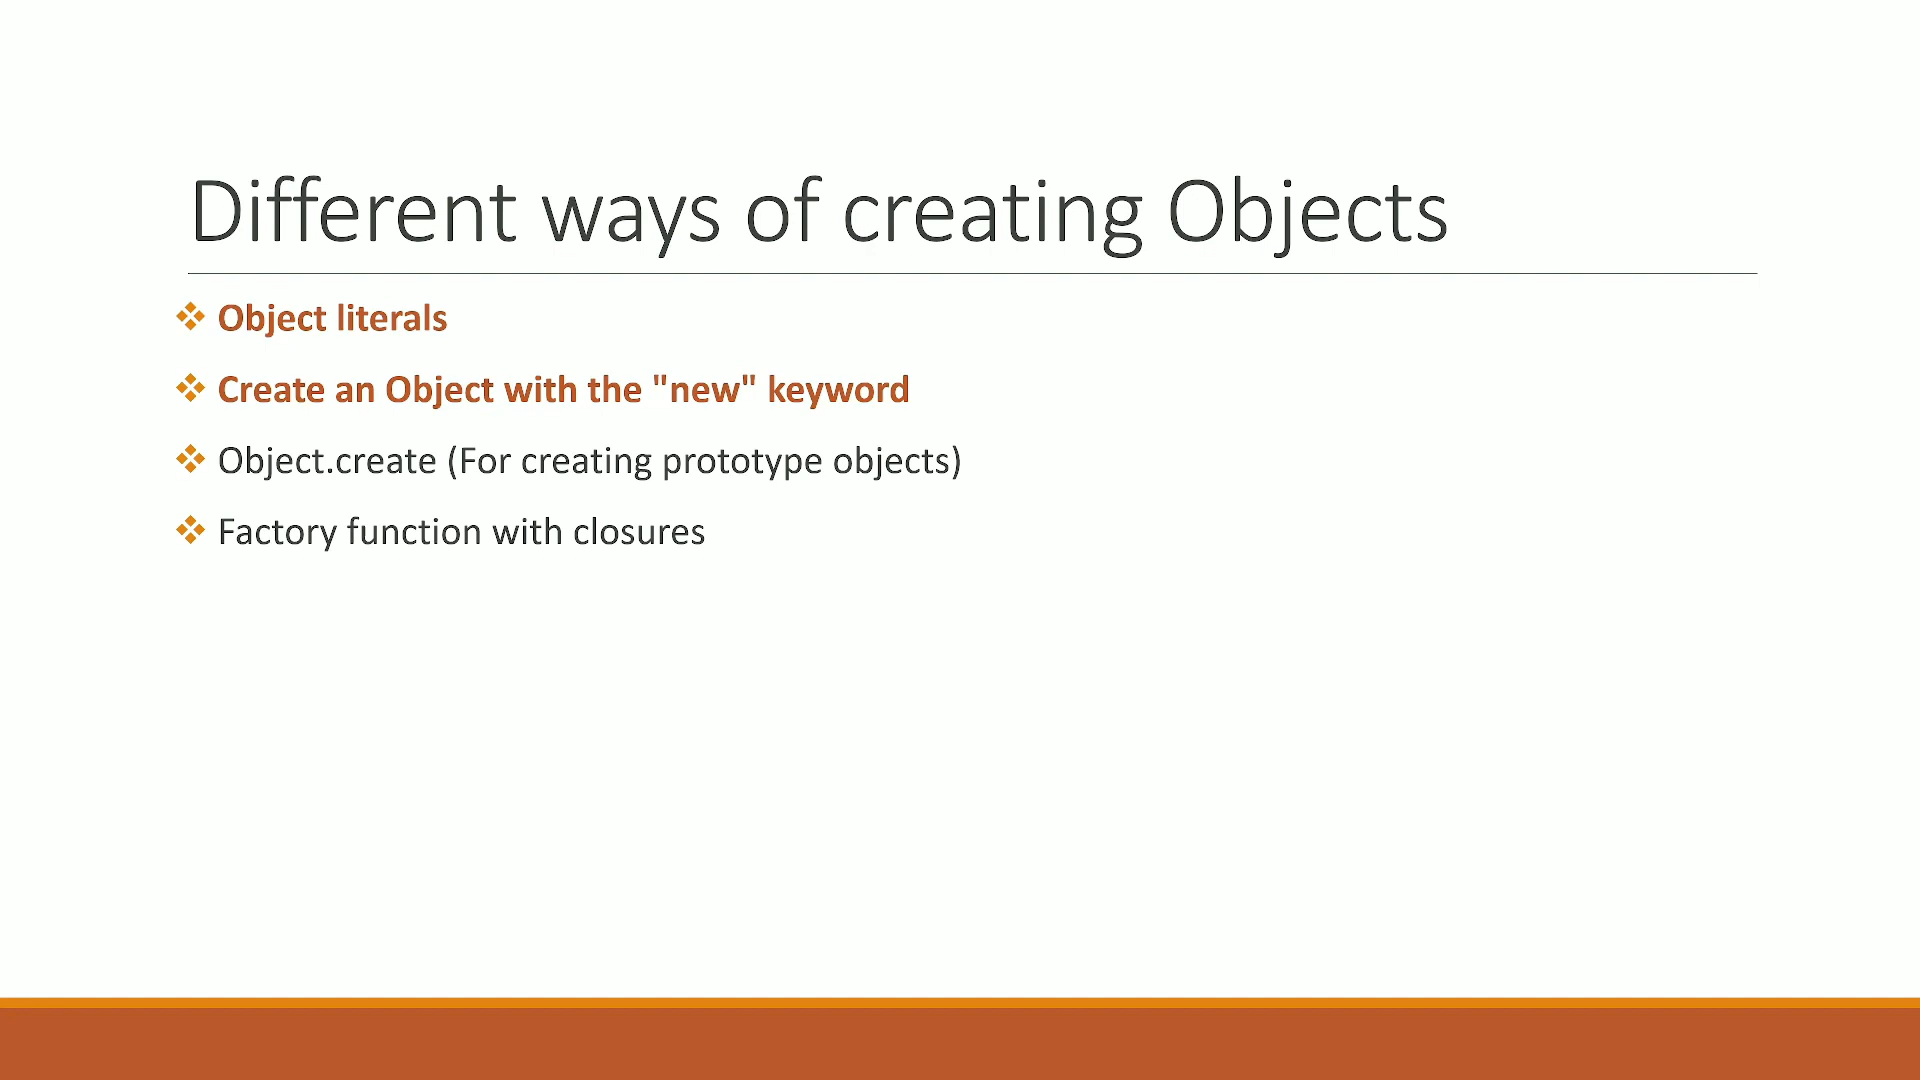 Different ways of creating Objects
Object literals
Create an Object with the "new" keyword
Object.create (For creating prototype objects)
Factory function with closures